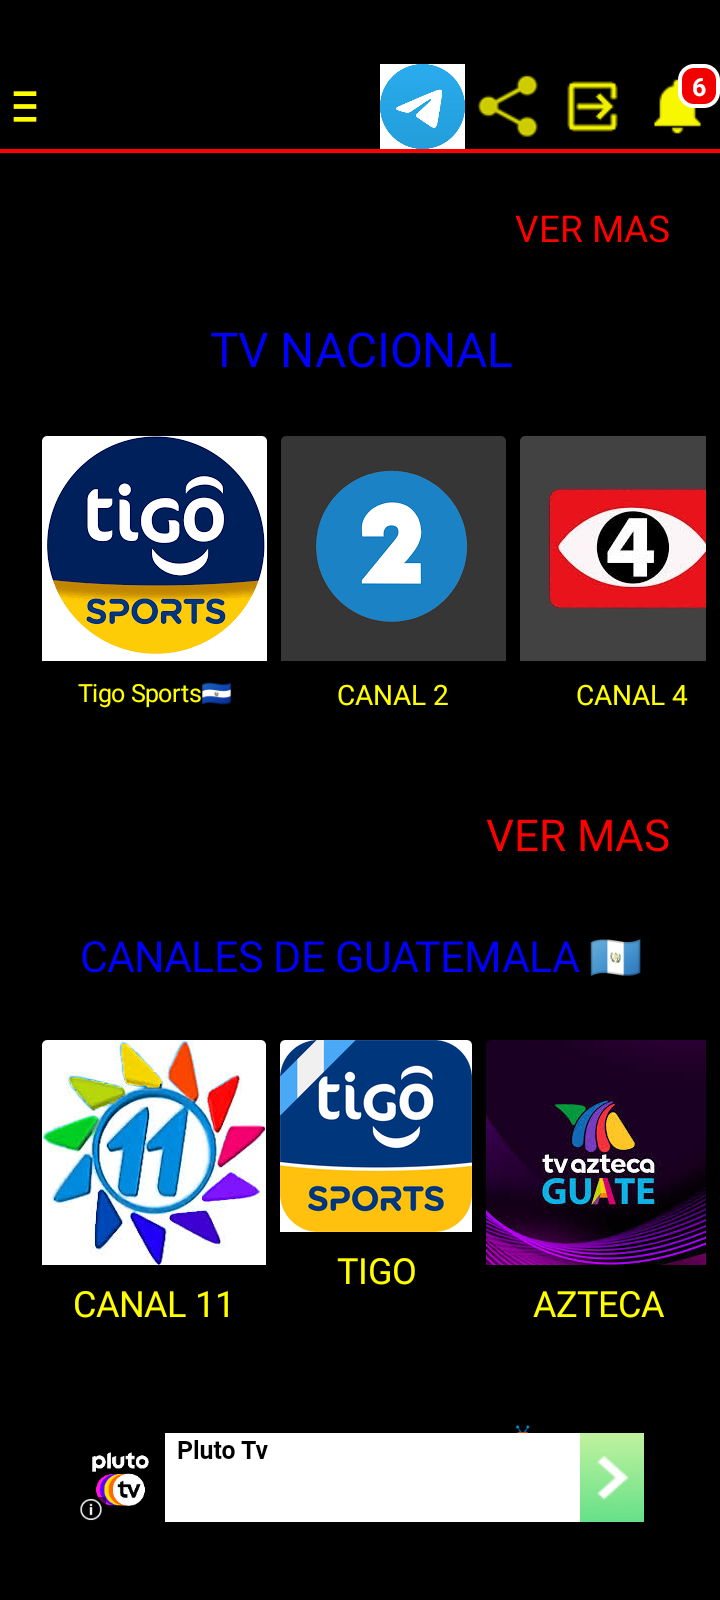 6
VER MAS
TV NACIONAL
tigo
SPORTS
2
4
Tigo Sports🇸🇻
CANAL 2
CANAL 4
VER MAS
CANALES DE GUATEMALA 🇬🇹
11
tigo
SPORTS
tv azteca
GUATE
CANAL 11
TIGO
AZTECA
pluto
tv
Pluto Tv